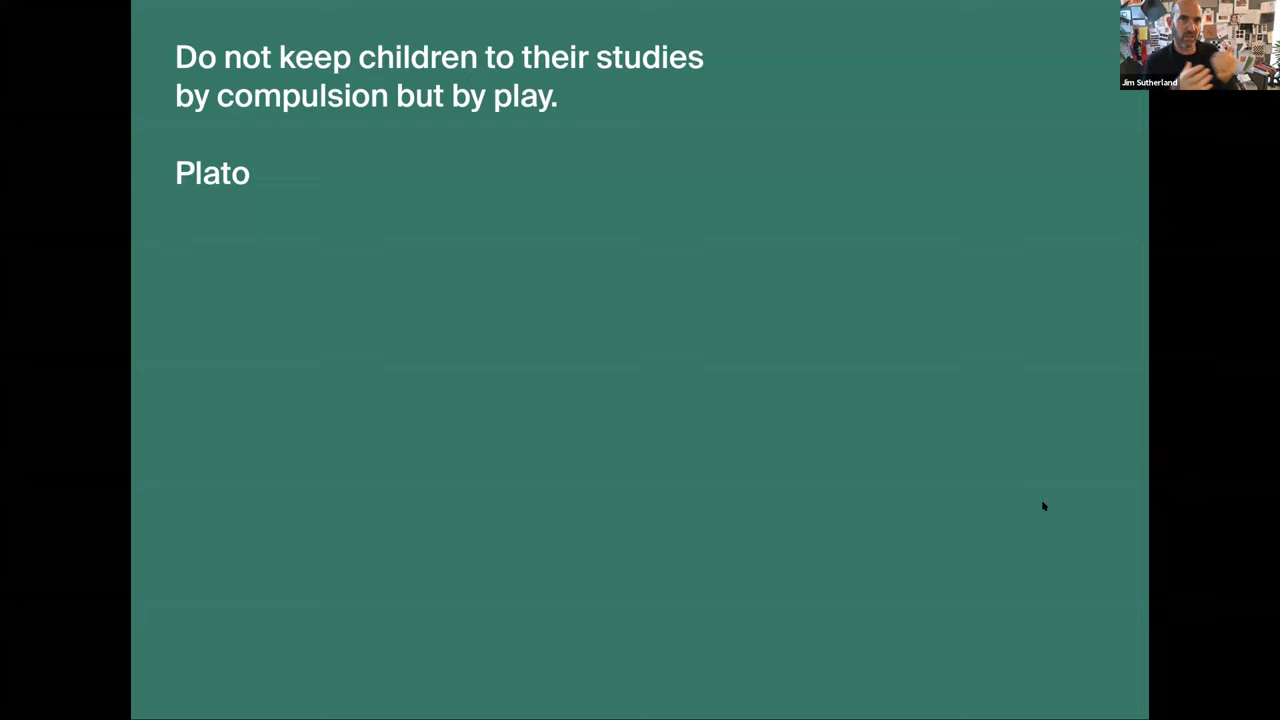 Do not keep children to their studies
by compulsion but by play.
Plato
Jim Sutherland